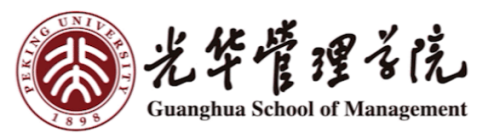 PEKING UNIVERSITY
1898
光华管理学院
Guanghua School of Management